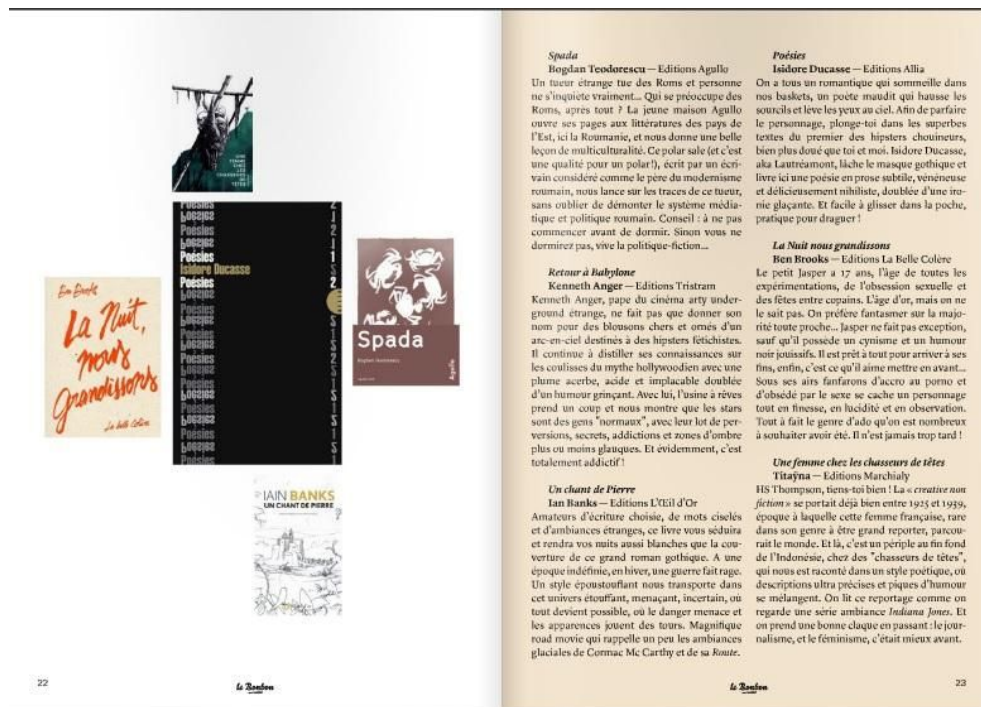 UNE
FEMME
CHEZ
LES
CHASSEURS
DE
TÊTES
Poésies
Poésies 1
Isidore Ducasse
Poésies 2
Poésies
Poésies
Poésies
Ben Brooks
La Nuit,
nous
grandissons
La belle Colère
Spada
Bogdan Teodorescu
Agullo
IAIN BANKS
UN CHANT DE PIERRE
22
le Bonbon
Spada
Bogdan Teodorescu — Editions Agullo
Un tueur étrange tue des Roms et personne
ne s'inquiète vraiment... Qui se préoccupe des
Roms, après tout ? La jeune maison Agullo
ouvre ses pages aux littératures des pays de
l'Est, ici la Roumanie, et nous donne une belle
leçon de multiculturalité. Ce polar sale (et c'est
une qualité pour un polar !), écrit par un écri-
vain considéré comme le père du modernisme
roumain, nous lance sur les traces de ce tueur,
sans oublier de démonter le système média-
tique et politique roumain. Conseil : à ne pas
commencer avant de dormir. Sinon vous ne
dormirez pas, vive la politique-fiction...
Retour à Babylone
Kenneth Anger — Editions Tristram
Kenneth Anger, pape du cinéma arty under-
ground étrange, ne fait pas que donner son
nom pour des blousons chers et ornés d'un
arc-en-ciel destinés à des hipsters fétichistes.
Il continue à distiller ses connaissances sur
les coulisses du mythe hollywoodien avec une
plume acerbe, acide et implacable doublée
d'un humour grinçant. Avec lui, l'usine à rêves
prend un coup et nous montre que les stars
sont des gens "normaux", avec leur lot de per-
versions, secrets, addictions et zones d'ombre
plus ou moins glauques. Et évidemment, c'est
totalement addictif !
Un chant de Pierre
Ian Banks — Editions L'Œil d'Or
Amateurs d'écriture choisie, de mots ciselés
et d'ambiances étranges, ce livre vous séduira
et rendra vos nuits aussi blanches que la cou-
verture de ce grand roman gothique. A une
époque indéfinie, en hiver, une guerre fait rage.
Un style époustouflant nous transporte dans
cet univers étouffant, menaçant, incertain, où
tout devient possible, où le danger menace et
les apparences jouent des tours. Magnifique
road movie qui rappelle un peu les ambiances
glaciales de Cormac Mc Carthy et de sa Route.
Poésies
Isidore Ducasse — Editions Allia
On a tous un romantique qui sommeille dans
nos baskets, un poète maudit qui hausse les
sourcils et lève les yeux au ciel. Afin de parfaire
le personnage, plonge-toi dans les superbes
textes du premier des hipsters chouineurs,
bien plus doué que toi et moi. Isidore Ducasse,
aka Lautréamont, lâche le masque gothique et
livre ici une poésie en prose subtile, vénéneuse
et délicieusement nihiliste, doublée d'une iro-
nie glaçante. Et facile à glisser dans la poche,
pratique pour draguer !
La Nuit nous grandissons
Ben Brooks — Editions La Belle Colère
Le petit Jasper a 17 ans, l'âge de toutes les
expérimentations, de l'obsession sexuelle et
des fêtes entre copains. L'âge d'or, mais on ne
le sait pas. On préfère fantasmer sur la majo-
rité toute proche... Jasper ne fait pas exception,
sauf qu'il possède un cynisme et un humour
noir jouissifs. Il est prêt à tout pour arriver à ses
fins, enfin, c'est ce qu'il aime mettre en avant...
Sous ses airs fanfarons d'accro au porno et
d'obsédé par le sexe se cache un personnage
tout en finesse, en lucidité et en observation.
Tout à fait le genre d'ado qu'on est nombreux
à souhaiter avoir été. Il n'est jamais trop tard !
Une femme chez les chasseurs de têtes
Titaÿna — Editions Marchialy
HS Thompson, tiens-toi bien ! La « creative non
fiction » se portait déjà bien entre 1925 et 1939,
époque à laquelle cette femme française, rare
dans son genre à être grand reporter, parcou-
rait le monde. Et là, c'est un périple au fin fond
de l'Indonésie, chez des "chasseurs de têtes",
qui nous est raconté dans un style poétique, où
descriptions ultra précises et piques d'humour
se mélangent. On lit ce reportage comme on
regarde une série ambiance Indiana Jones. Et
on prend une bonne claque en passant : le jour-
nalisme, et le féminisme, c'était mieux avant.
le Bonbon
23